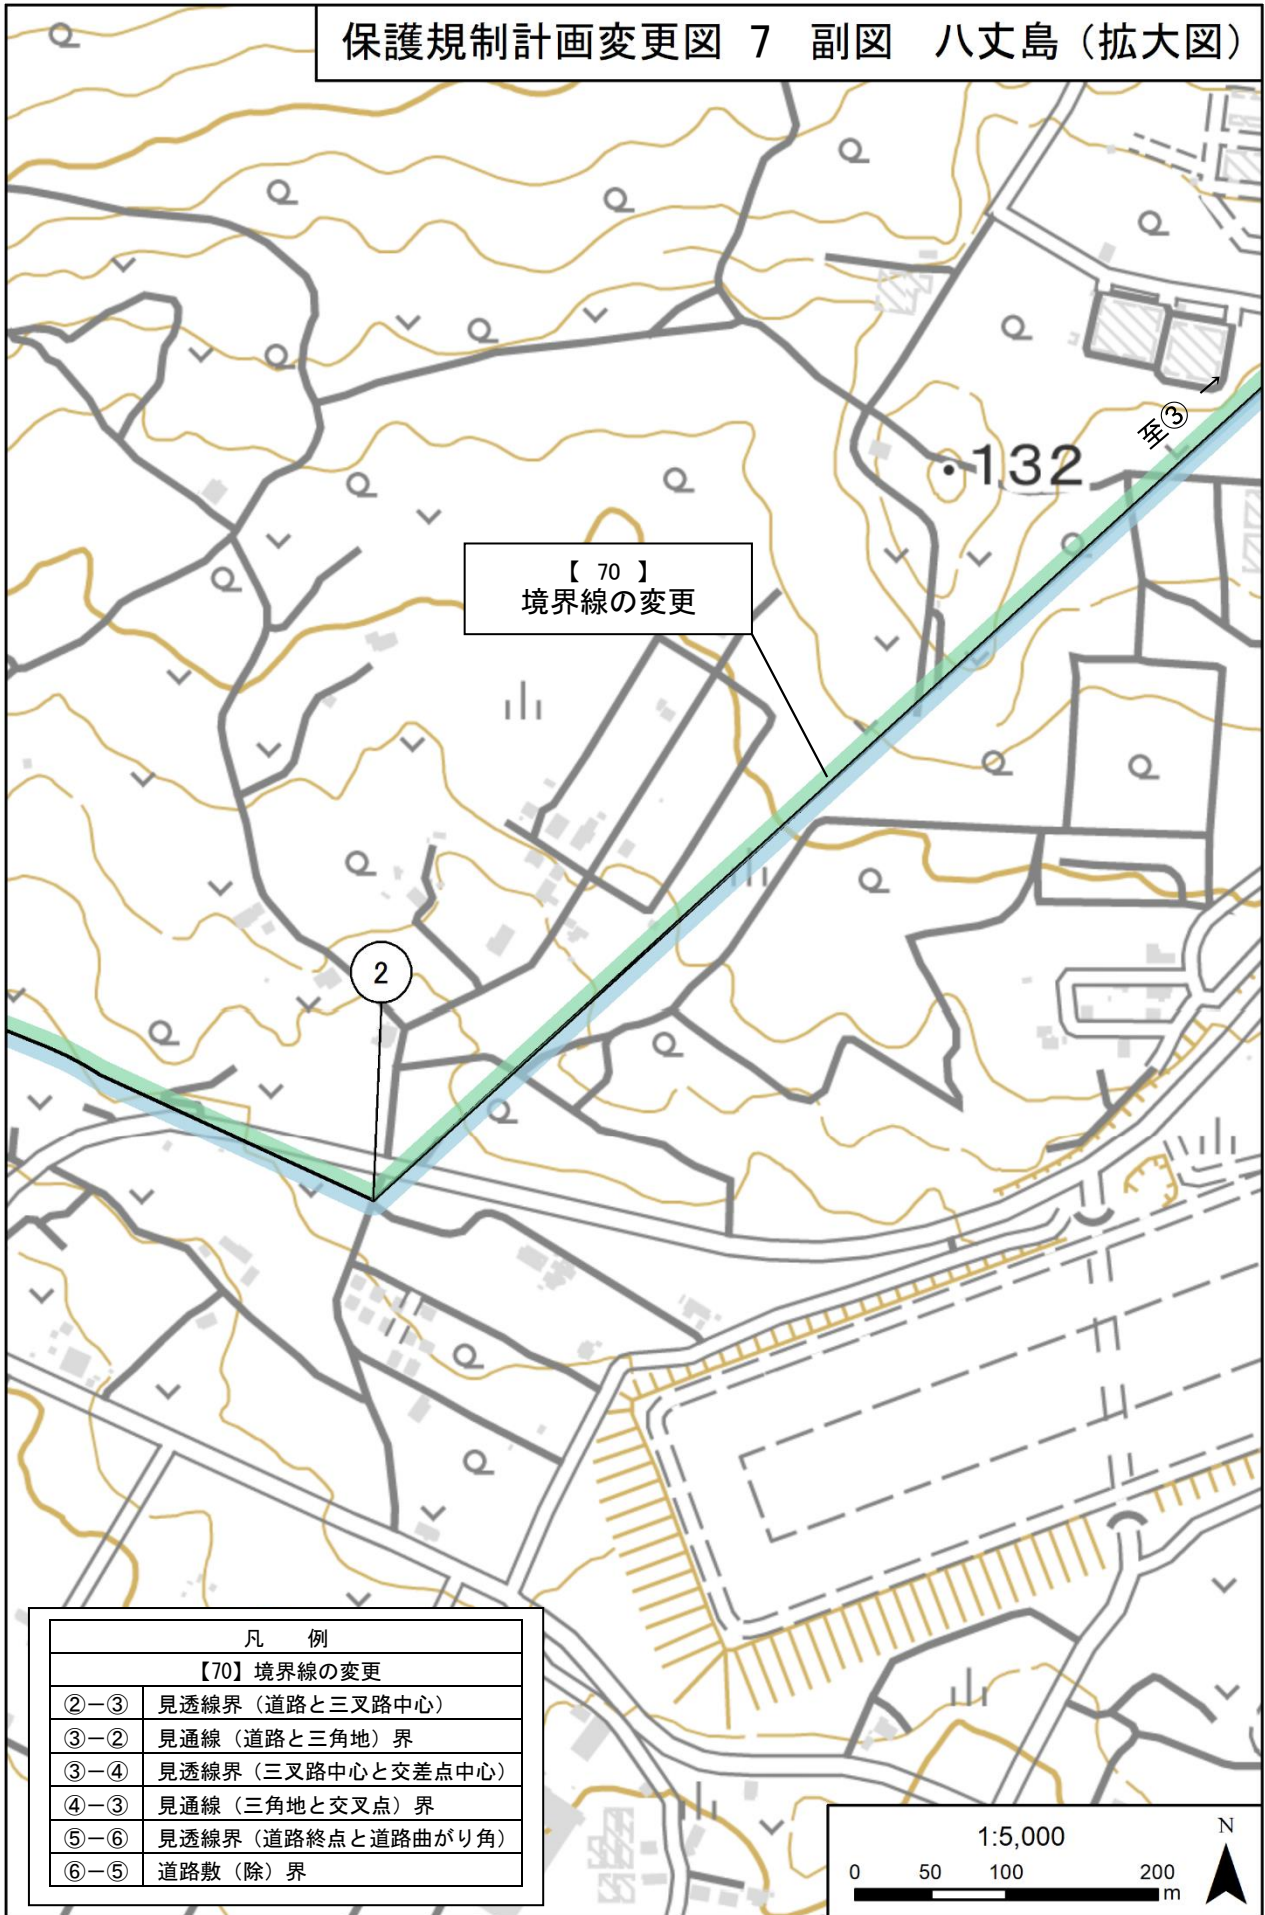 保護規制計画変更図 7 副図 八丈島（拡大図）
至③
132
【 70 】
境界線の変更
2
凡 例
【70】境界線の変更
②－③ 見透線界（道路と三叉路中心）
③－② 見通線（道路と三角地）界
③－④ 見透線界（三叉路中心と交差点中心）
④－③ 見通線（三角地と交叉点）界
⑤－⑥ 見透線界（道路終点と道路曲がり角）
⑥－⑤ 道路敷（除）界
1:5,000
N
0 50 100 200
m